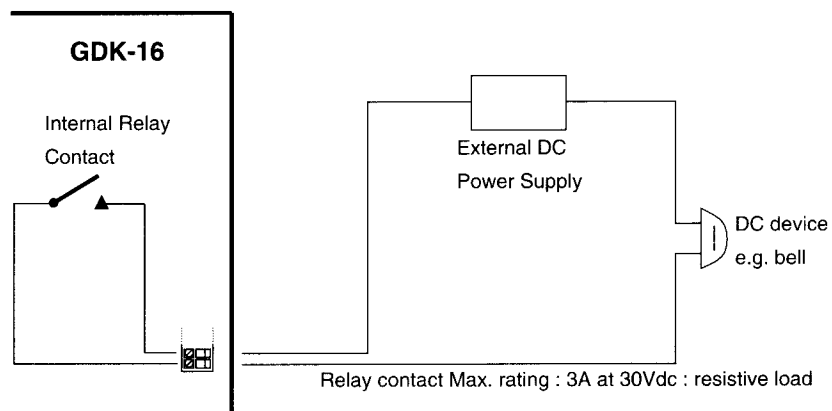 GDK-16
Internal Relay
Contact
External DC
Power Supply
DC device
e.g. bell
Relay contact Max. rating : 3A at 30Vdc : resistive load